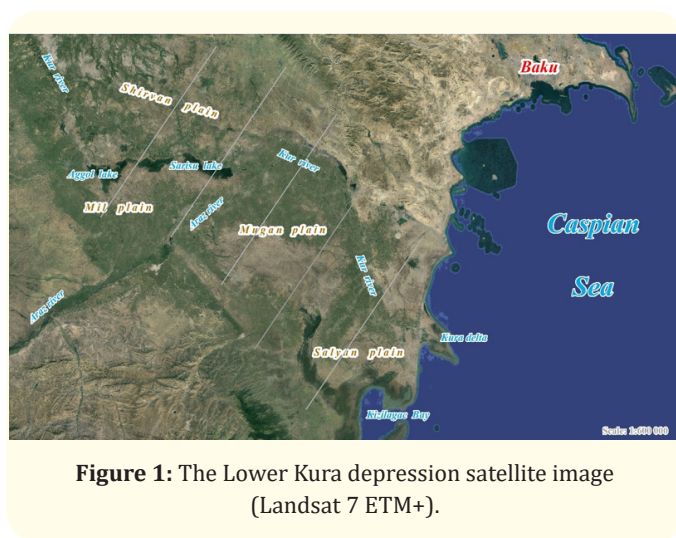 Baku
Kur river
Shirvan plain
Kur river
Aggol lake
Sarisu lake
Mil plain
Araz river
Mugan plain
Caspian
Sea
Kur river
Araz river
Kura delta
Salyan plain
Kizilagac Bay
Scale: 1:600 000
Figure 1: The Lower Kura depression satellite image
(Landsat 7 ETM+).